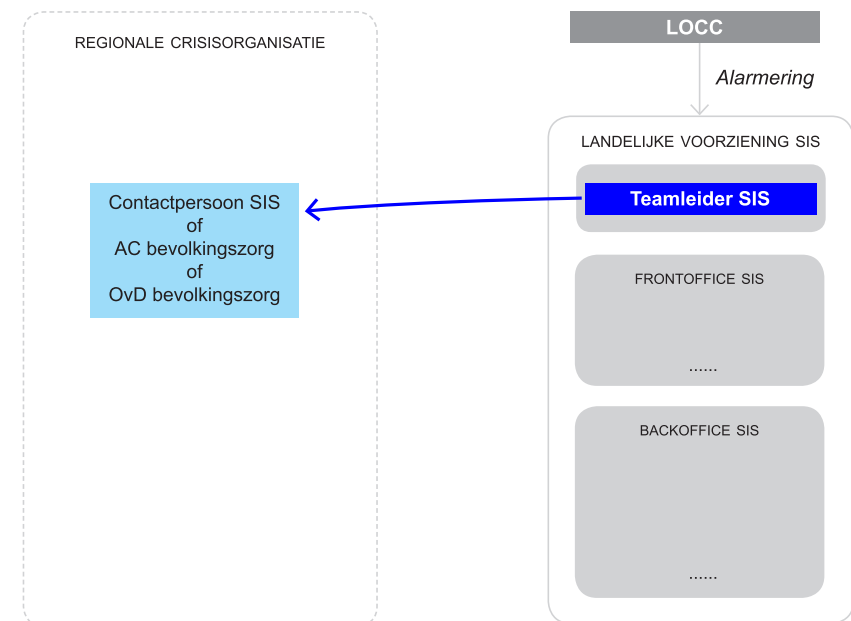 REGIONALE CRISISORGANISATIE
Contactpersoon SIS
of
AC bevolkingszorg
of
OvD bevolkingszorg
LOCC
Alarmering
LANDELIJKE VOORZIENING SIS
Teamleider SIS
FRONTOFFICE SIS
......
BACKOFFICE SIS
......